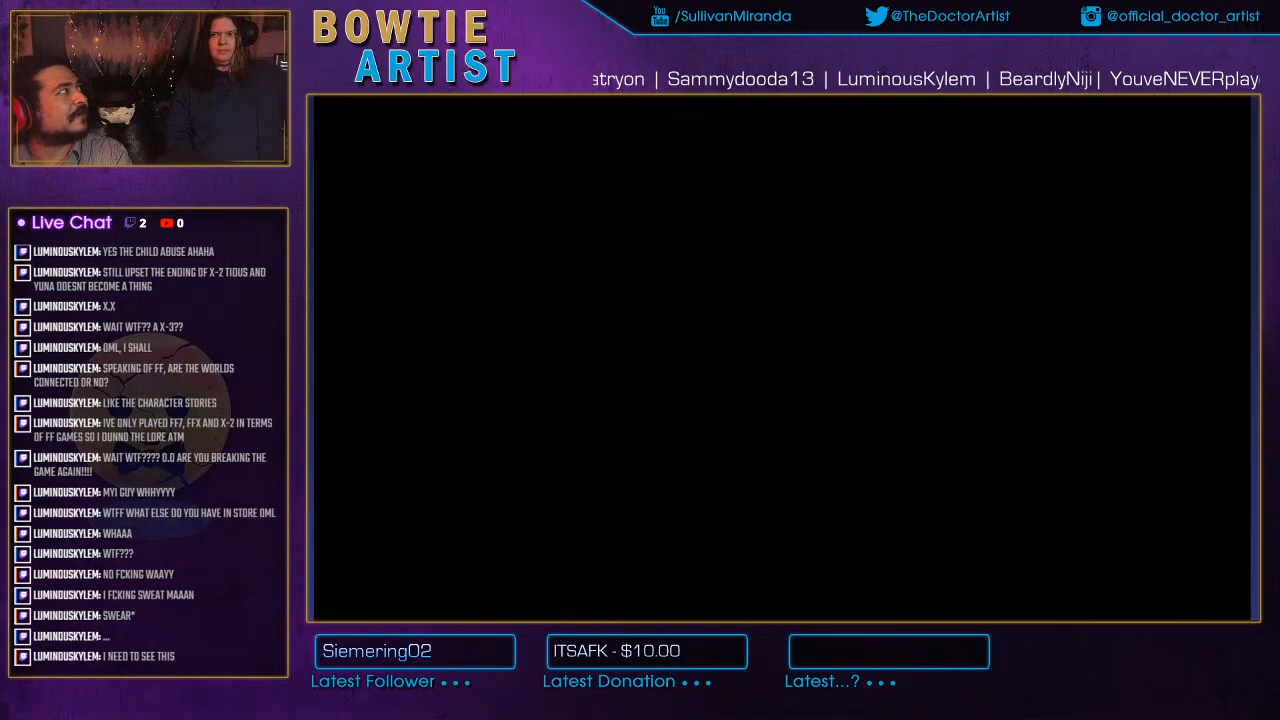 BOWTIE
ARTIST
You Tube /SullivanMiranda
@TheDoctorArtist
@official_doctor_artist
atryon | Sammydooda13 | LuminousKylem | BeardlyNiji| YouveNEVERplay
Live Chat 2 0
LUMINOUSKYLEM: YES THE CHILD ABUSE AHAHA
LUMINOUSKYLEM: STILL UPSET THE ENDING OF X-2 TIDUS AND
YUNA DOESNT BECOME A THING
LUMINOUSKYLEM: X.X
LUMINOUSKYLEM: WAIT WTF?? A X-3??
LUMINOUSKYLEM: OML, I SHALL
LUMINOUSKYLEM: SPEAKING OF FF, ARE THE WORLDS
CONNECTED OR NO?
LUMINOUSKYLEM: LIKE THE CHARACTER STORIES
LUMINOUSKYLEM: IVE ONLY PLAYED FF7, FFX AND X-2 IN TERMS
OF FF GAMES SO I DUNNO THE LORE ATM
LUMINOUSKYLEM: WAIT WTF???? O.O ARE YOU BREAKING THE
GAME AGAIN!!!!
LUMINOUSKYLEM: MYI GUY WHHYYYY
LUMINOUSKYLEM: WTFF WHAT ELSE DO YOU HAVE IN STORE OML
LUMINOUSKYLEM: WHAAA
LUMINOUSKYLEM: WTF???
LUMINOUSKYLEM: NO FCKING WAAYY
LUMINOUSKYLEM: I FCKING SWEAT MAAAN
LUMINOUSKYLEM: SWEAR*
LUMINOUSKYLEM: ...
LUMINOUSKYLEM: I NEED TO SEE THIS
Siemering02
Latest Follower
ITSAFK - $10.00
Latest Donation
Latest...?